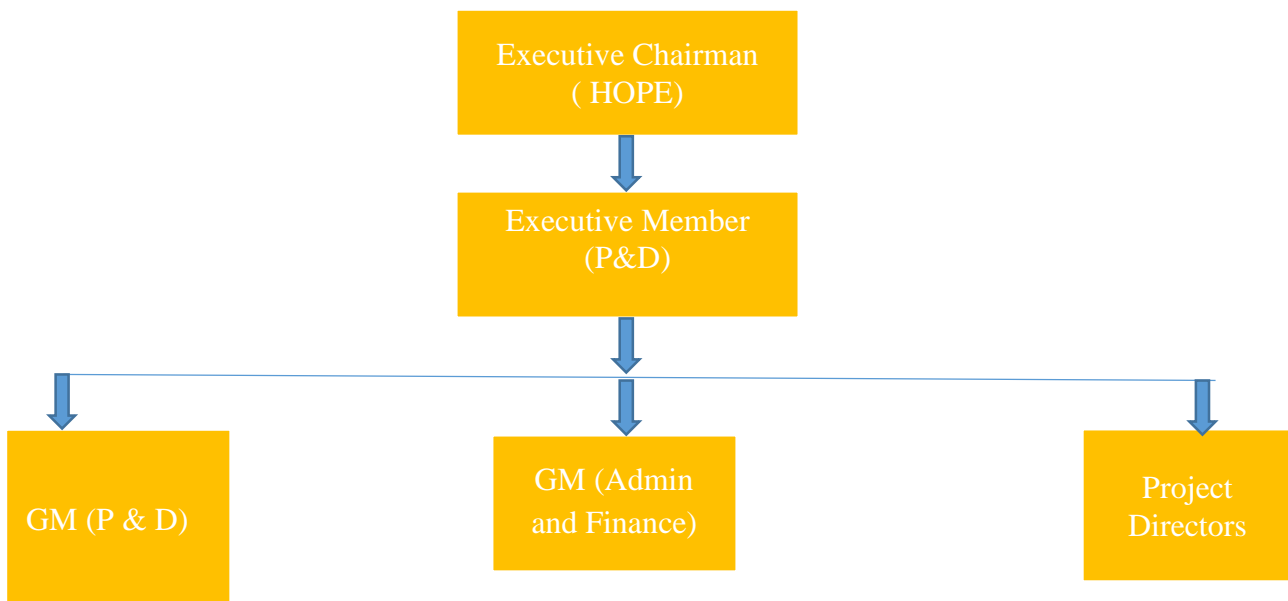 Executive Chairman
( HOPE)
Executive Member
(P&D)
GM (P & D)
GM (Admin
and Finance)
Project
Directors